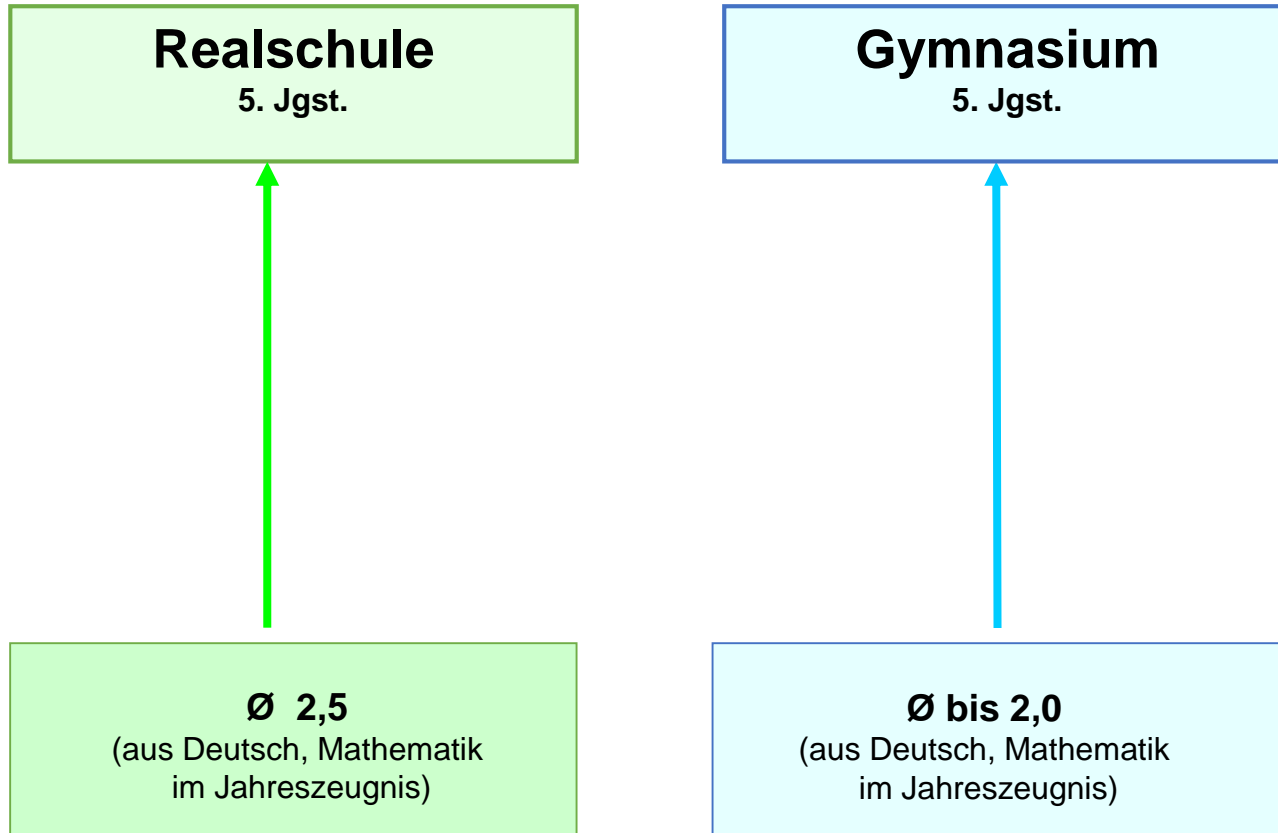 Realschule
5. Jgst.
Gymnasium
5. Jgst.
Ø 2,5
(aus Deutsch, Mathematik
im Jahreszeugnis)
Ø bis 2,0
(aus Deutsch, Mathematik
im Jahreszeugnis)